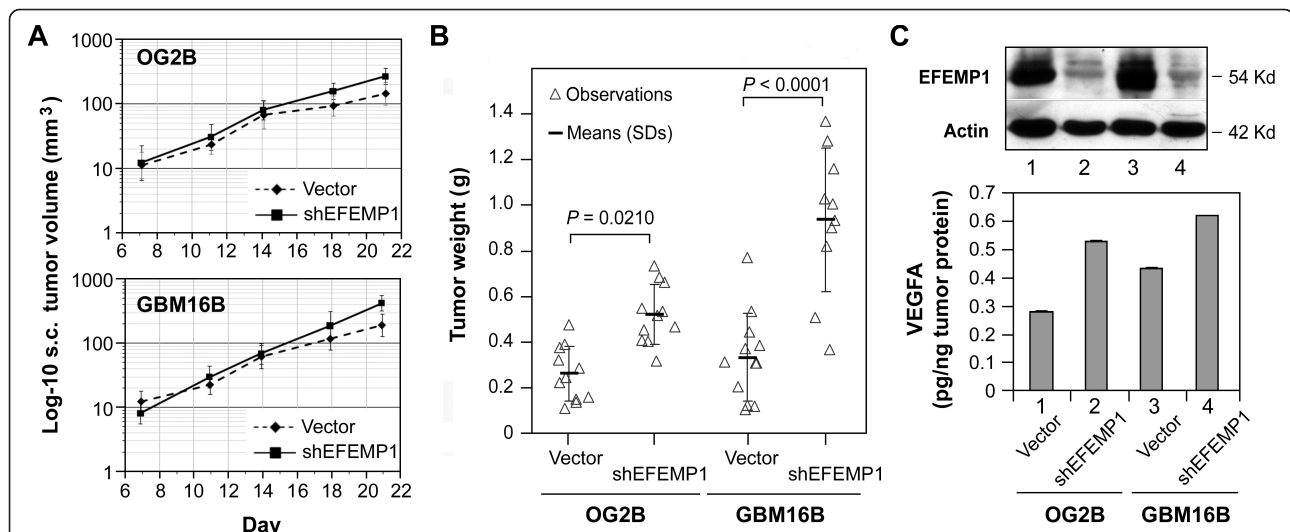 A
Log-10 s.c. tumor volume (mm³)
1000
100
10
1
OG2B
Vector
shEFEMP1
6 8 10 12 14 16 18 20 22
1000
100
10
1
GBM16B
Vector
shEFEMP1
6 8 10 12 14 16 18 20 22
Day
B
Tumor weight (g)
1.4
1.2
1.0
0.8
0.6
0.4
0.2
0
△ Observations
Means (SDs)
P = 0.0210
P < 0.0001
Vector shEFEMP1 Vector shEFEMP1
OG2B GBM16B
C
EFEMP1 – 54 Kd
Actin – 42 Kd
1 2 3 4
VEGFA
(pg/ng tumor protein)
0.7
0.6
0.5
0.4
0.3
0.2
0.1
0
1 2 3 4
Vector shEFEMP1 Vector shEFEMP1
OG2B GBM16B